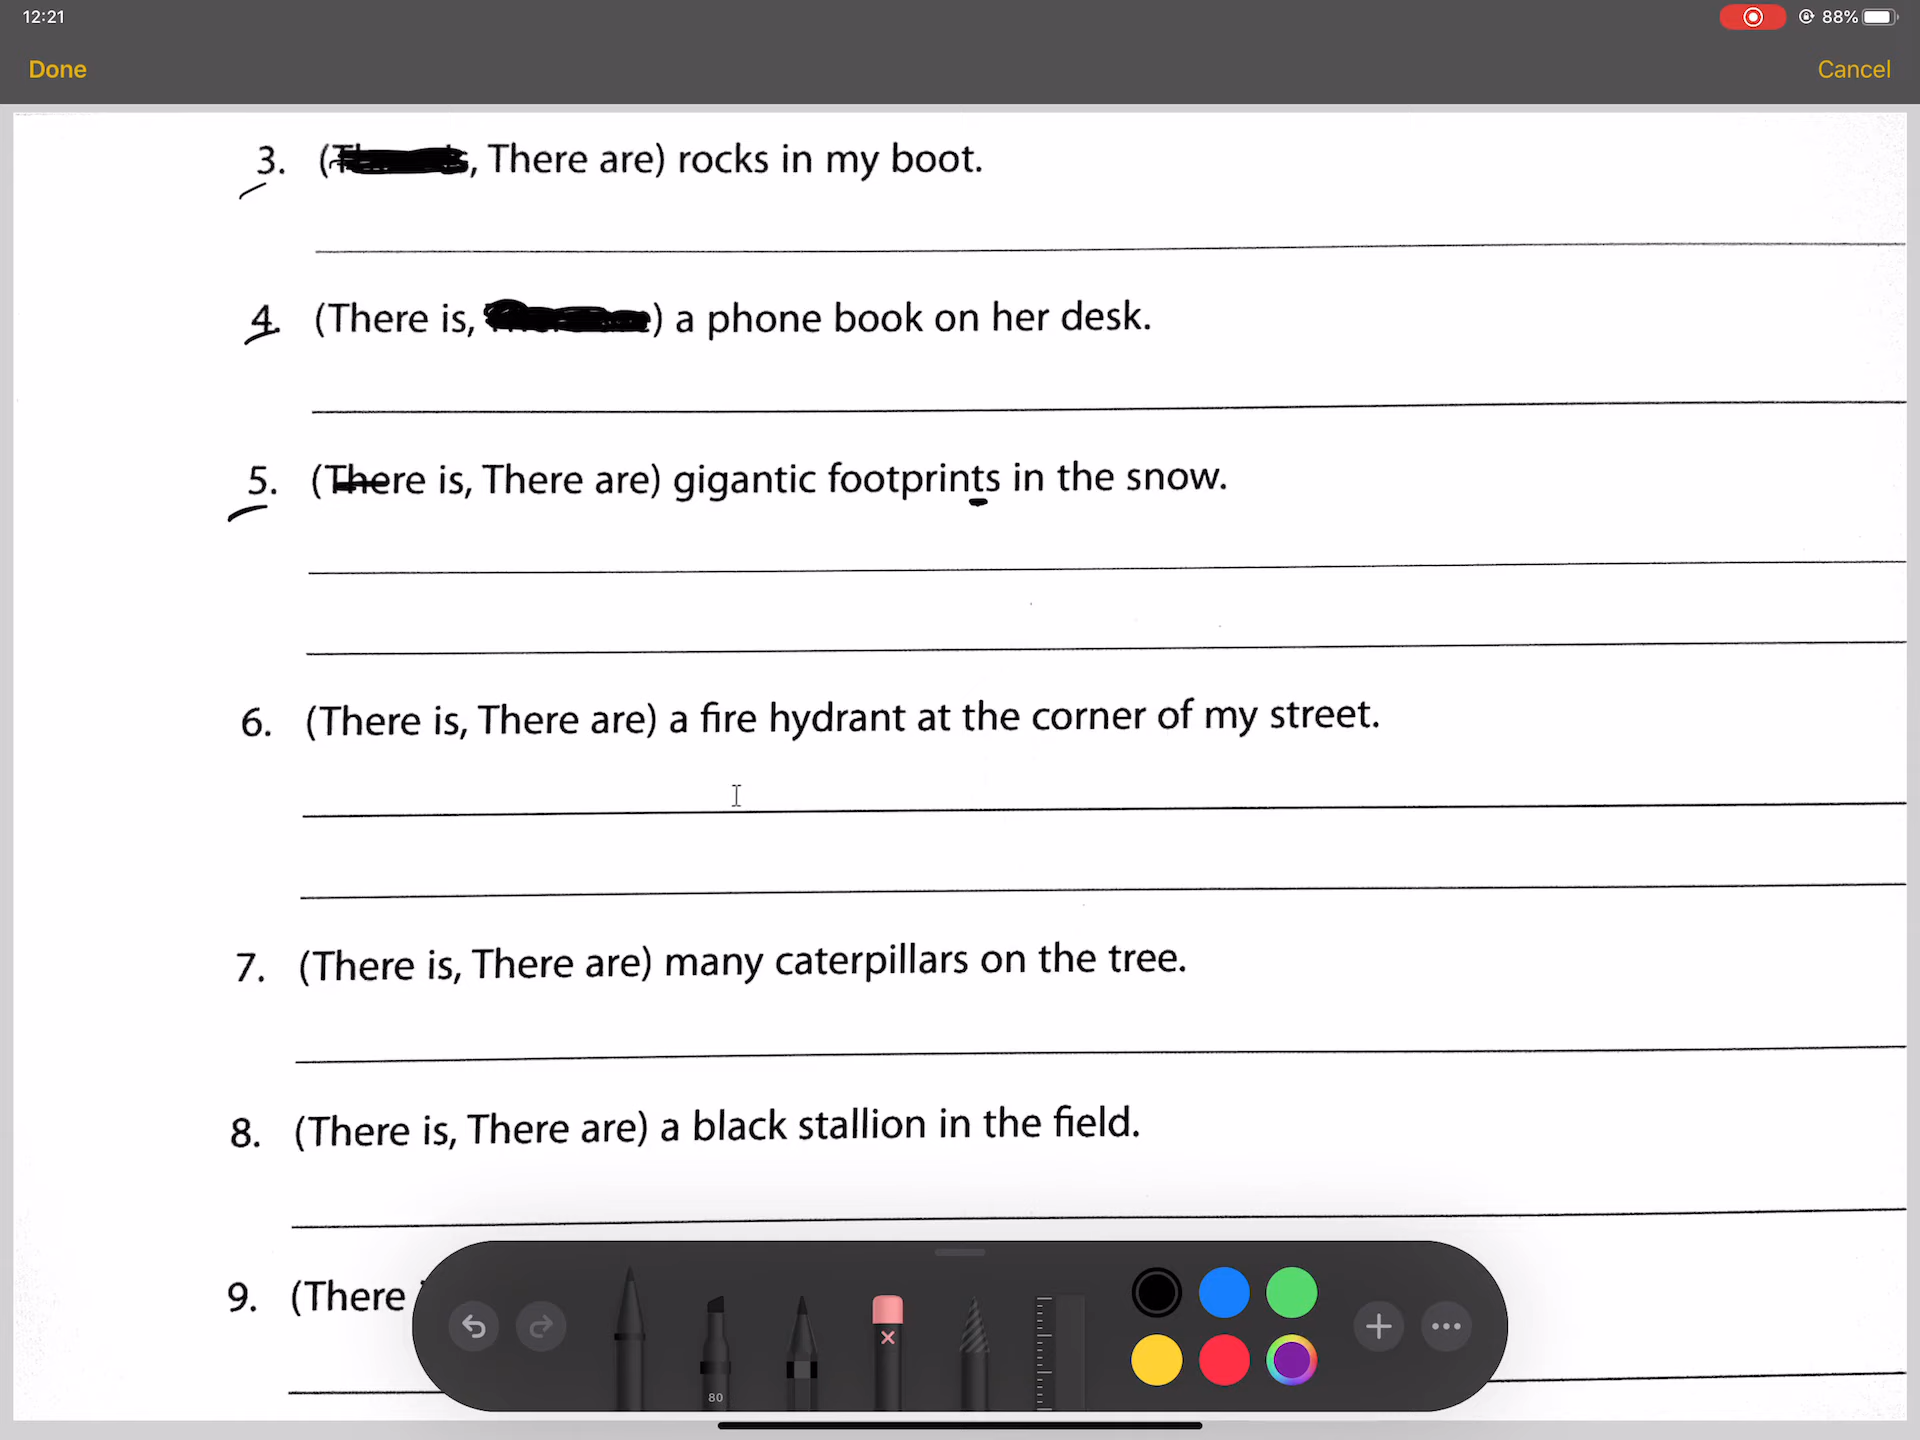 12:21
88%
Done
Cancel
3. (, There are) rocks in my boot.
4. (There is, ) a phone book on her desk.
5. (There is, There are) gigantic footprints in the snow.
6. (There is, There are) a fire hydrant at the corner of my street.
7. (There is, There are) many caterpillars on the tree.
8. (There is, There are) a black stallion in the field.
9. (There
80